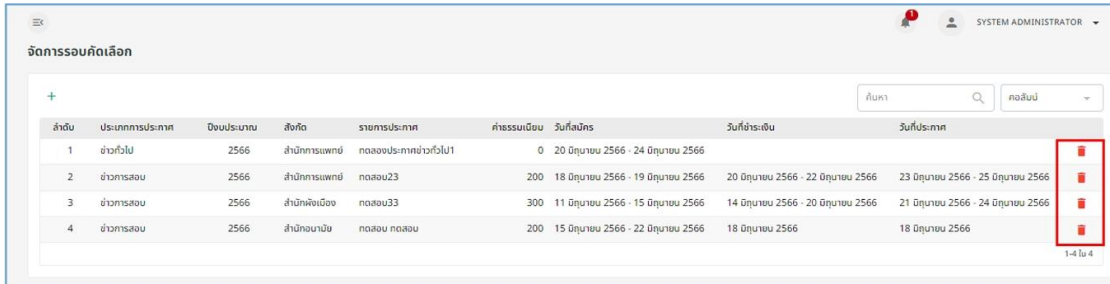 1
SYSTEM ADMINISTRATOR
จัดการรอบคัดเลือก
+ ค้นหา คอลัมน์
ลำดับ ประเภทการประกาศ ปีงบประมาณ สังกัด รายการประกาศ ค่าธรรมเนียม วันที่สมัคร วันที่ชำระเงิน วันที่ประกาศ
1 ข่าวทั่วไป 2566 สำนักการแพทย์ ทดสองประกาศข่าวทั่วไป1 0 20 มิถุนายน 2566 - 24 มิถุนายน 2566
2 ข่าวการสอบ 2566 สำนักการแพทย์ ทดสอบ23 200 18 มิถุนายน 2566 - 19 มิถุนายน 2566 20 มิถุนายน 2566 - 22 มิถุนายน 2566 23 มิถุนายน 2566 - 25 มิถุนายน 2566
3 ข่าวการสอบ 2566 สำนักผังเมือง ทดสอบ33 300 11 มิถุนายน 2566 - 15 มิถุนายน 2566 14 มิถุนายน 2566 - 20 มิถุนายน 2566 21 มิถุนายน 2566 - 24 มิถุนายน 2566
4 ข่าวการสอบ 2566 สำนักอนามัย ทดสอบ ทดสอบ 200 15 มิถุนายน 2566 - 22 มิถุนายน 2566 18 มิถุนายน 2566 18 มิถุนายน 2566
1-4 ใน 4